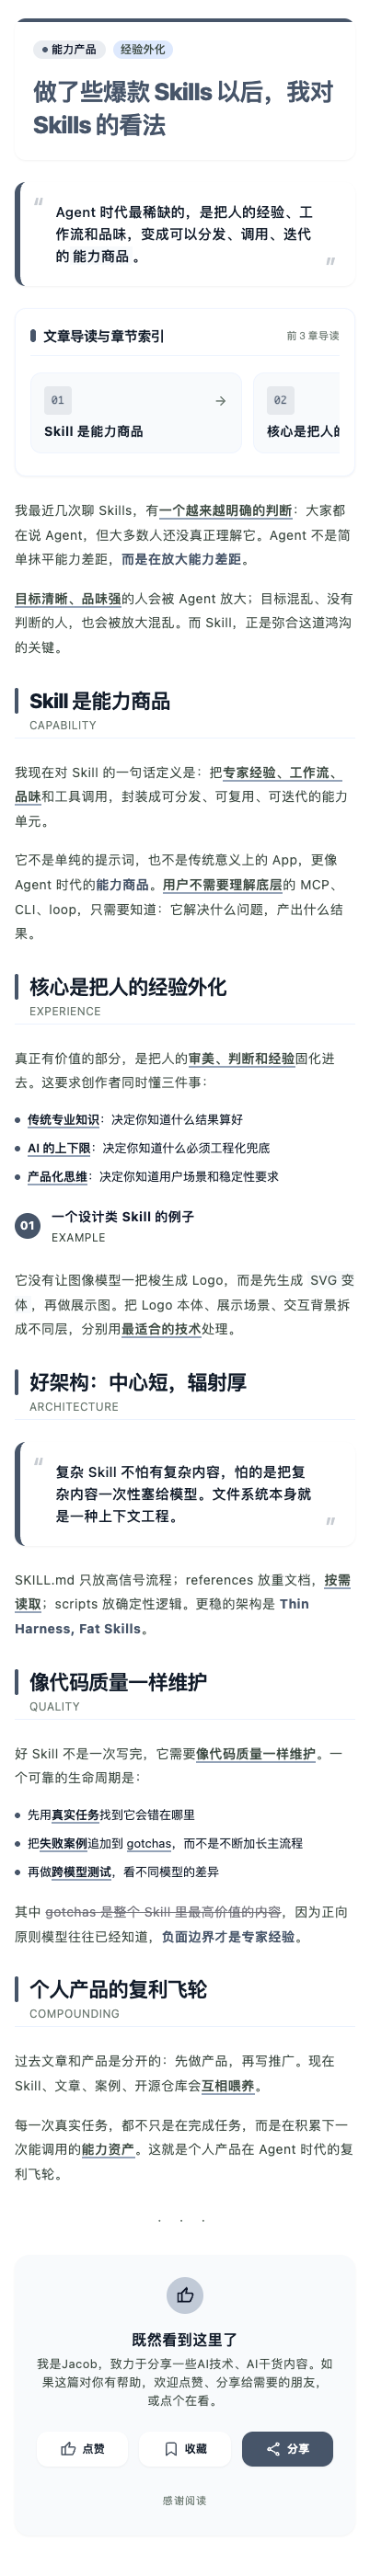 能力产品 经验外化
做了些爆款 Skills 以后，我对
Skills 的看法
“
Agent 时代最稀缺的，是把人的经验、工
作流和品味，变成可以分发、调用、迭代
的 能力商品 。
”
文章导读与章节索引 前 3 章导读
01 → 02
Skill 是能力商品 核心是把人的
我最近几次聊 Skills，有一个越来越明确的判断：大家都
在说 Agent，但大多数人还没真正理解它。Agent 不是简
单抹平能力差距，而是在放大能力差距。
目标清晰、品味强的人会被 Agent 放大；目标混乱、没有
判断的人，也会被放大混乱。而 Skill，正是弥合这道鸿沟
的关键。
Skill 是能力商品
CAPABILITY
我现在对 Skill 的一句话定义是：把专家经验、工作流、
品味和工具调用，封装成可分发、可复用、可迭代的能力
单元。
它不是单纯的提示词，也不是传统意义上的 App，更像
Agent 时代的能力商品。用户不需要理解底层的 MCP、
CLI、loop，只需要知道：它解决什么问题，产出什么结
果。
核心是把人的经验外化
EXPERIENCE
真正有价值的部分，是把人的审美、判断和经验固化进
去。这要求创作者同时懂三件事：
传统专业知识：决定你知道什么结果算好
AI 的上下限：决定你知道什么必须工程化兜底
产品化思维：决定你知道用户场景和稳定性要求
01 一个设计类 Skill 的例子
EXAMPLE
它没有让图像模型一把梭生成 Logo，而是先生成 SVG 变
体 ，再做展示图。把 Logo 本体、展示场景、交互背景拆
成不同层，分别用最适合的技术处理。
好架构：中心短，辐射厚
ARCHITECTURE
“
复杂 Skill 不怕有复杂内容，怕的是把复
杂内容一次性塞给模型。文件系统本身就
是一种上下文工程。
”
SKILL.md 只放高信号流程；references 放重文档，按需
读取；scripts 放确定性逻辑。更稳的架构是 Thin
Harness, Fat Skills。
像代码质量一样维护
QUALITY
好 Skill 不是一次写完，它需要像代码质量一样维护。一
个可靠的生命周期是：
先用真实任务找到它会错在哪里
把失败案例追加到 gotchas，而不是不断加长主流程
再做跨模型测试，看不同模型的差异
其中 gotchas 是整个 Skill 里最高价值的内容，因为正向
原则模型往往已经知道，负面边界才是专家经验。
个人产品的复利飞轮
COMPOUNDING
过去文章和产品是分开的：先做产品，再写推广。现在
Skill、文章、案例、开源仓库会互相喂养。
每一次真实任务，都不只是在完成任务，而是在积累下一
次能调用的能力资产。这就是个人产品在 Agent 时代的复
利飞轮。
· · ·
既然看到这里了
我是Jacob，致力于分享一些AI技术、AI干货内容。如
果这篇对你有帮助，欢迎点赞、分享给需要的朋友，
或点个在看。
点赞 收藏 分享
感谢阅读